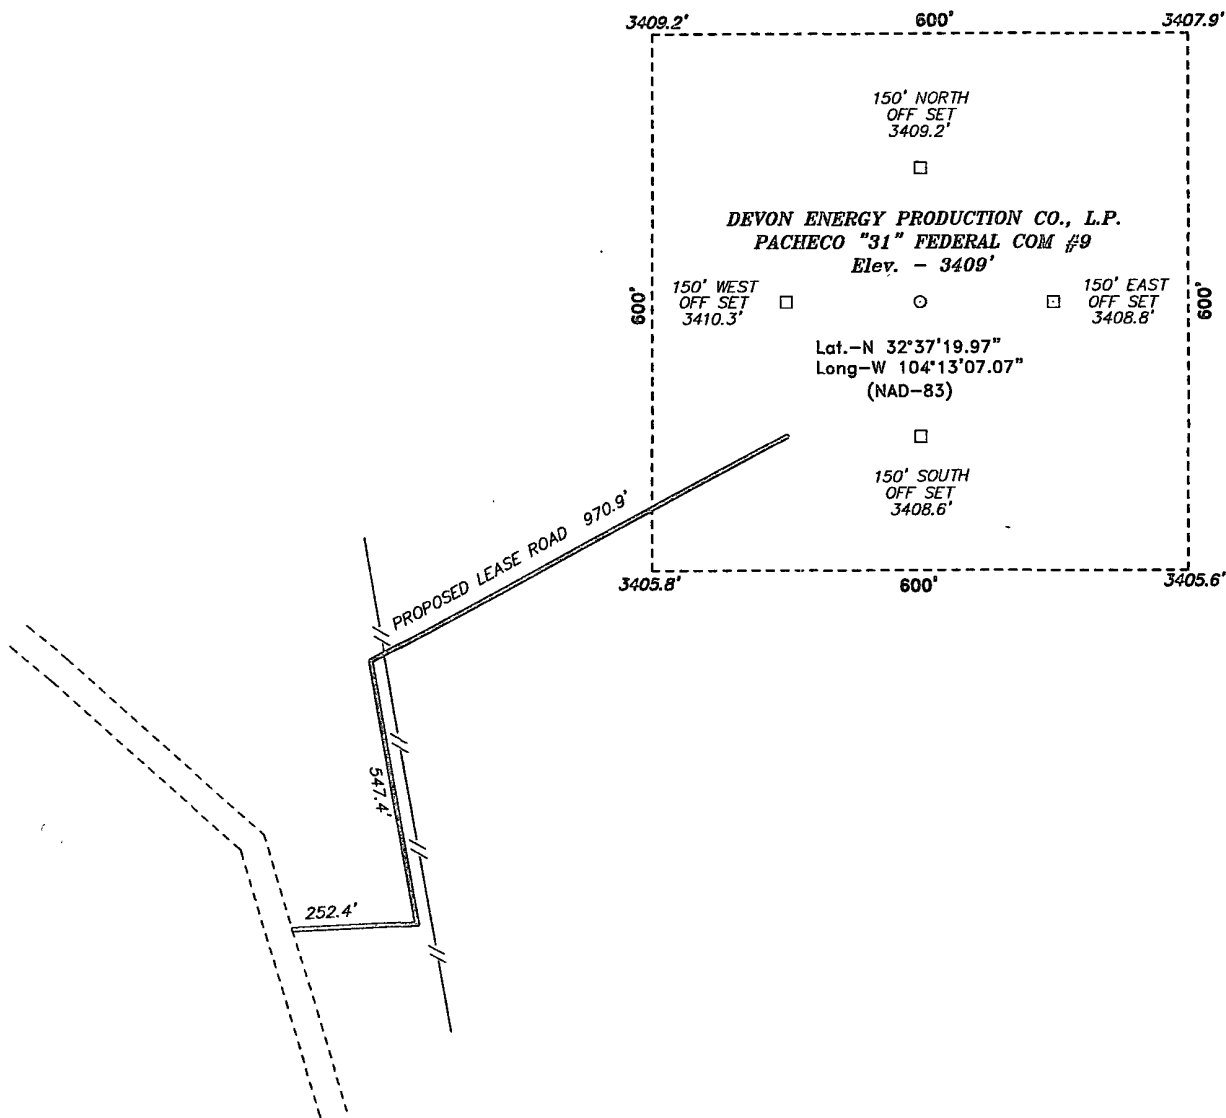 3409.2'
600'
3407.9'
150' NORTH
OFF SET
3409.2'
DEVON ENERGY PRODUCTION CO., L.P.
PACHECO "31" FEDERAL COM #9
Elev. - 3409'
150' WEST
OFF SET
3410.3'
150' EAST
OFF SET
3408.8'
600'
600'
Lat.-N 32°37'19.97"
Long-W 104°13'07.07"
(NAD-83)
150' SOUTH
OFF SET
3408.6'
3405.8'
600'
3405.6'
PROPOSED LEASE ROAD 970.9'
547.4'
252.4'